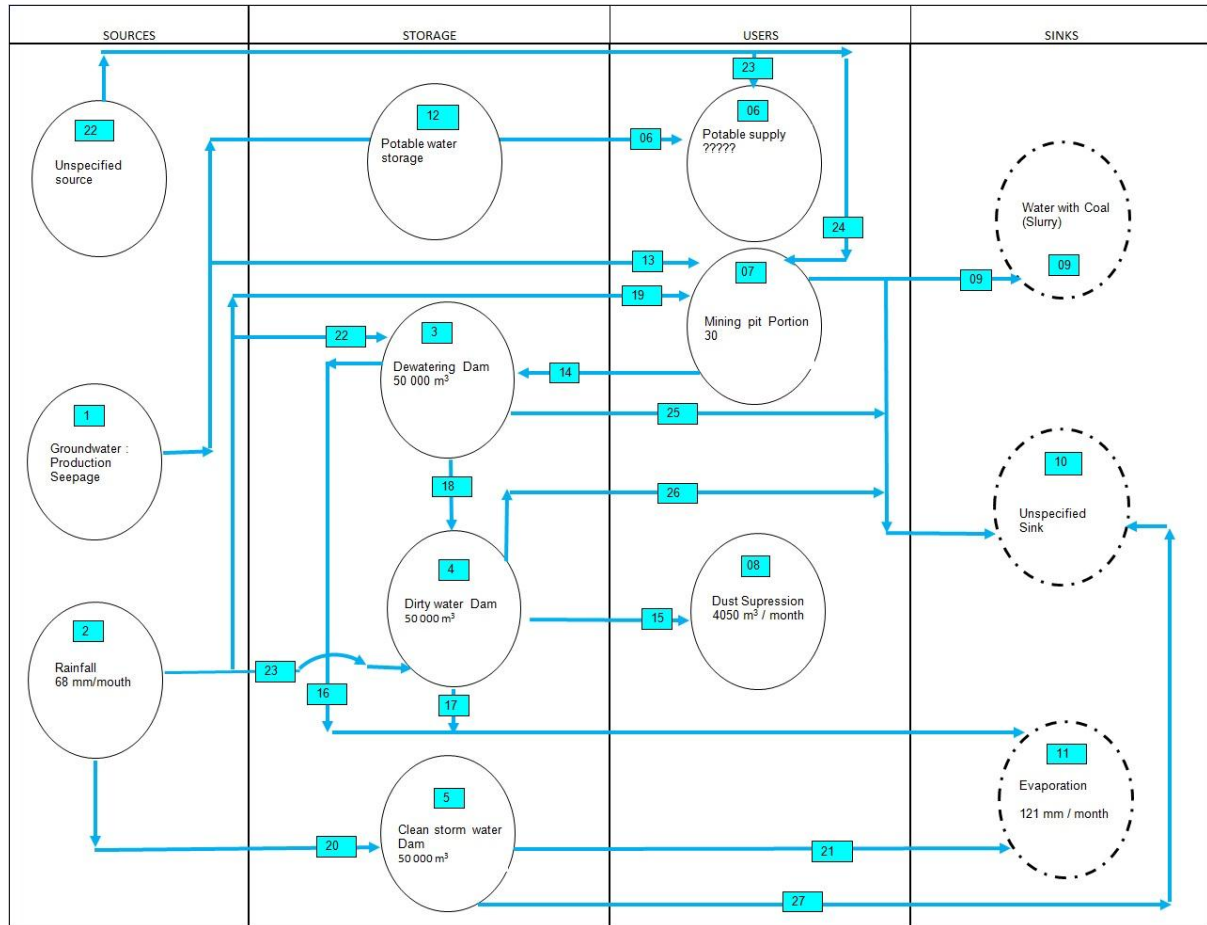 SOURCES
STORAGE
USERS
SINKS
22
Unspecified
source
12
Potable water
storage
06
23
06
Potable supply
?????
24
Water with Coal
(Slurry)
09
13
19
07
Mining pit Portion
30
09
22
3
Dewatering Dam
50 000 m³
14
25
1
Groundwater :
Production
Seepage
18
26
10
Unspecified
Sink
4
Dirty water Dam
50 000 m³
15
08
Dust Supression
4050 m³ / month
2
Rainfall
68 mm/mouth
23
16
17
11
Evaporation
121 mm / month
5
Clean storm water
Dam
50 000 m³
20
21
27